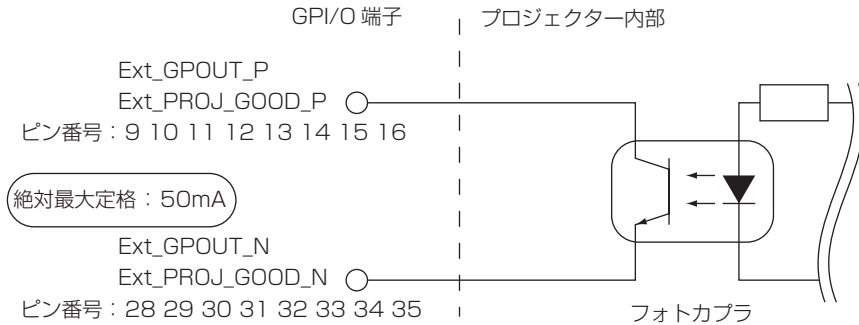 GPI/O 端子
プロジェクター内部
Ext_GPOUT_P
Ext_PROJ_GOOD_P
ピン番号：9 10 11 12 13 14 15 16
絶対最大定格：50mA
Ext_GPOUT_N
Ext_PROJ_GOOD_N
ピン番号：28 29 30 31 32 33 34 35
フォトカプラ